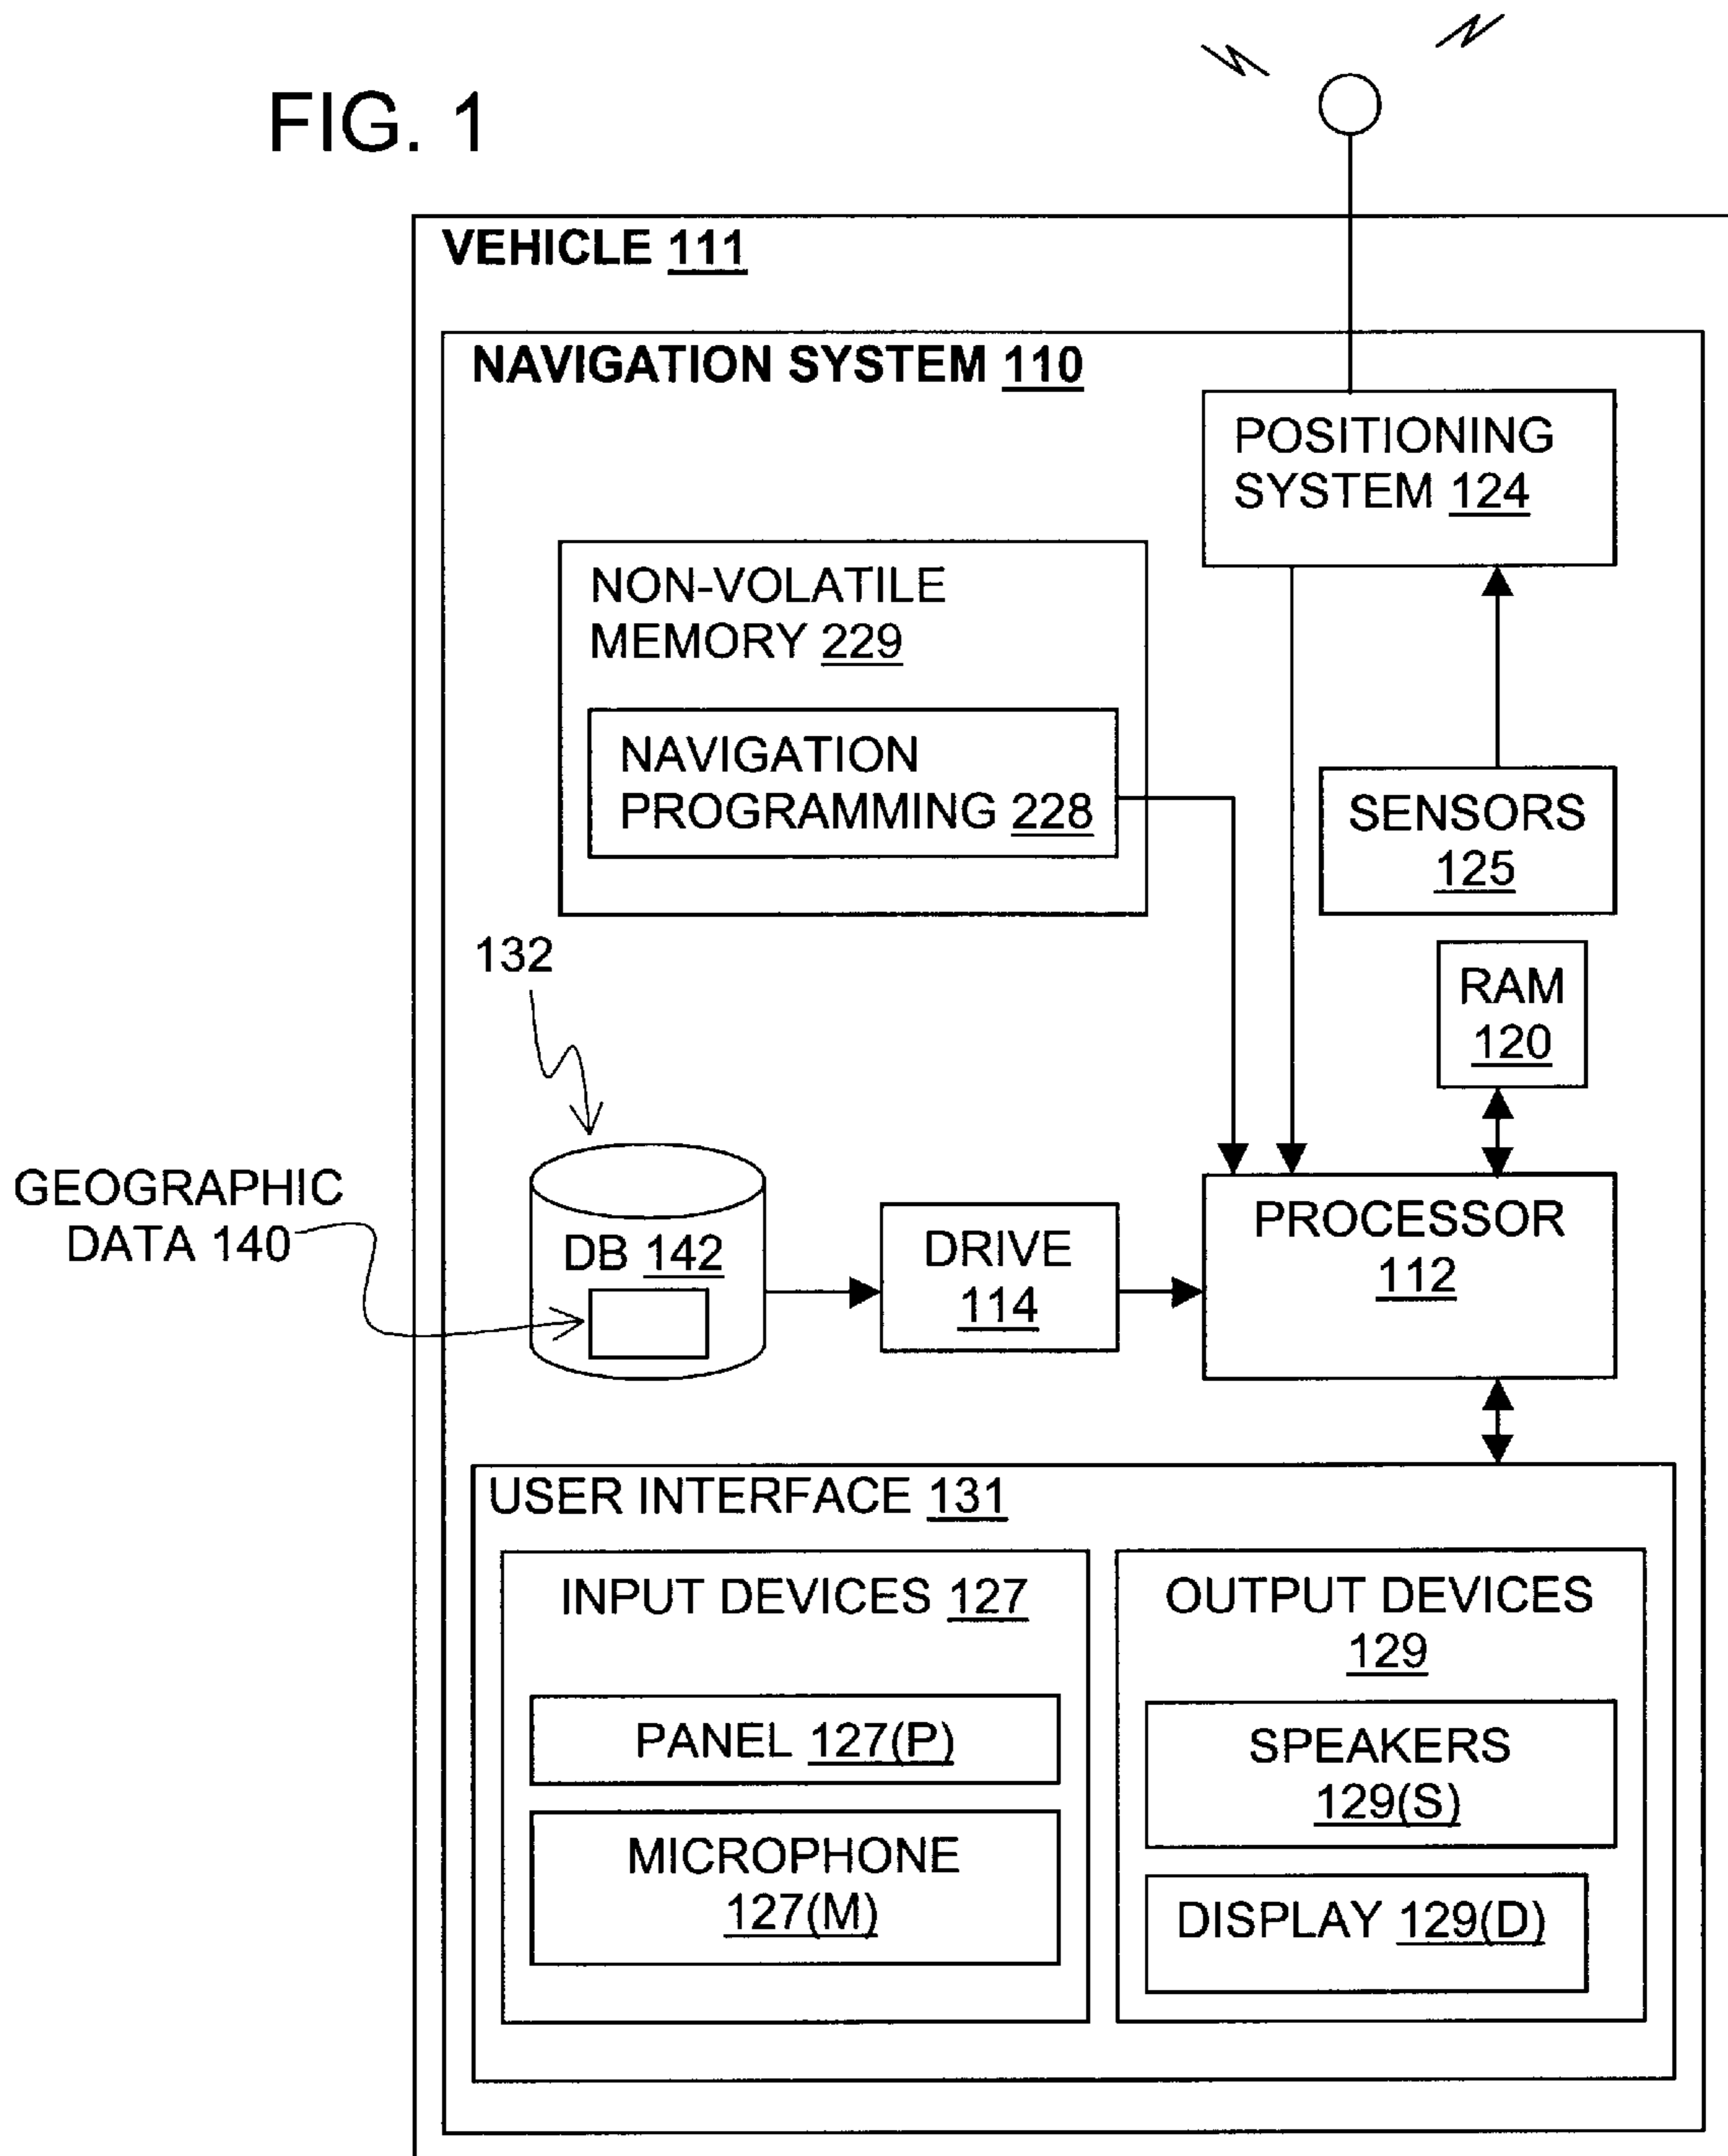 FIG. 1
VEHICLE 111
NAVIGATION SYSTEM 110
POSITIONING
SYSTEM 124
NON-VOLATILE
MEMORY 229
NAVIGATION
PROGRAMMING 228
SENSORS
125
132
RAM
120
GEOGRAPHIC
DATA 140
DB 142
DRIVE
114
PROCESSOR
112
USER INTERFACE 131
INPUT DEVICES 127
PANEL 127(P)
MICROPHONE
127(M)
OUTPUT DEVICES
129
SPEAKERS
129(S)
DISPLAY 129(D)